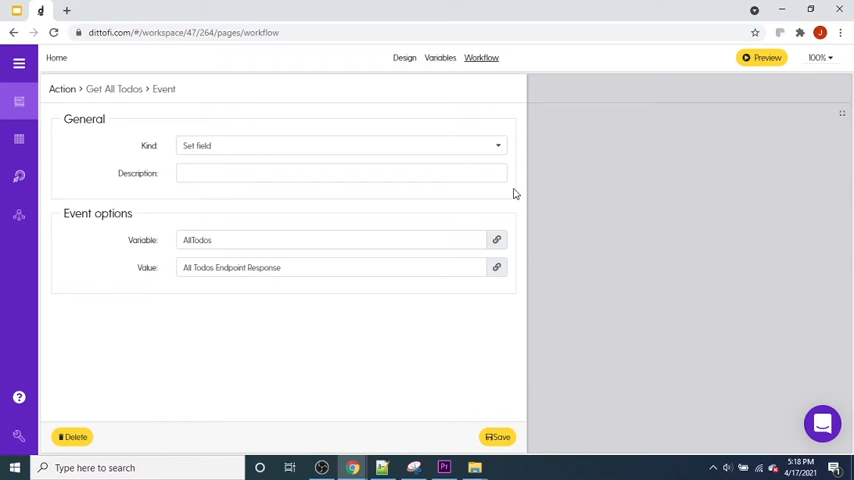 dittofi.com/#/workspace/47/264/pages/workflow
Home
Design Variables Workflow
Preview
100%
Action > Get All Todos > Event
General
Kind: Set field
Description:
Event options
Variable: AllTodos
Value: All Todos Endpoint Response
Delete
Save
Type here to search
5:18 PM
4/17/2021